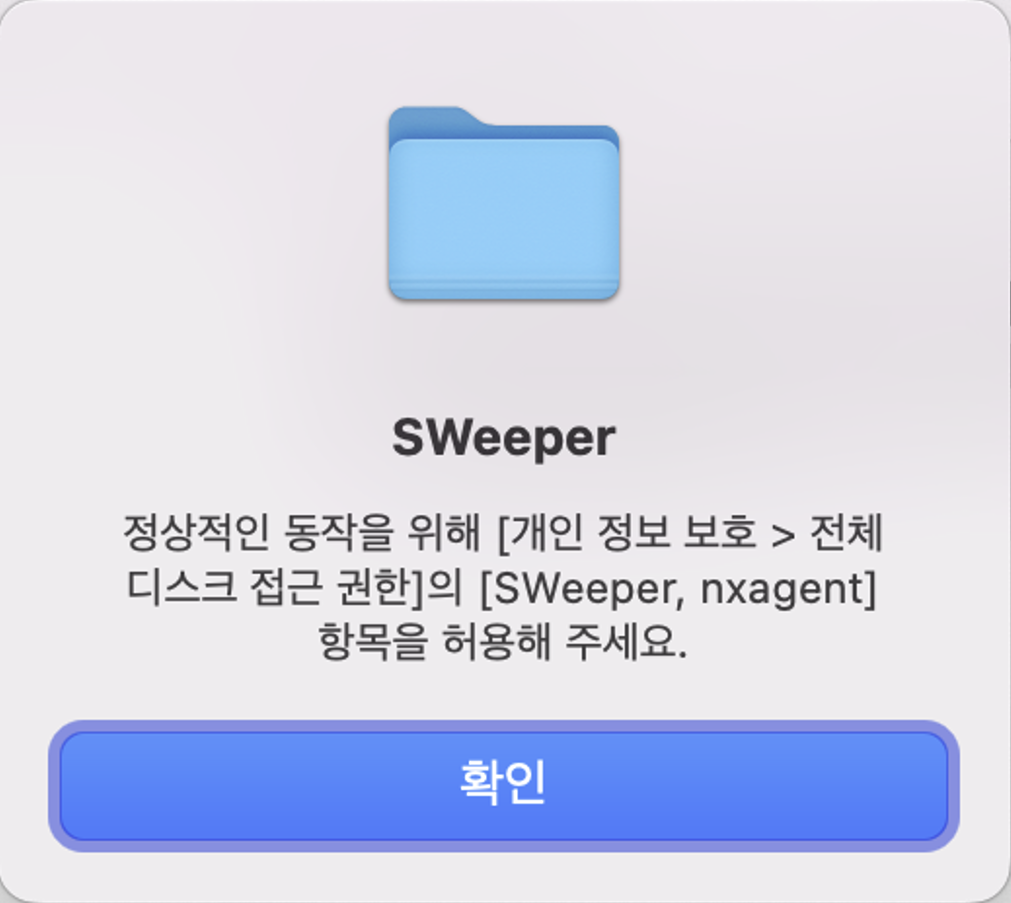 SWeeper
정상적인 동작을 위해 [개인 정보 보호 > 전체
디스크 접근 권한]의 [SWeeper, nxagent]
항목을 허용해 주세요.
확인